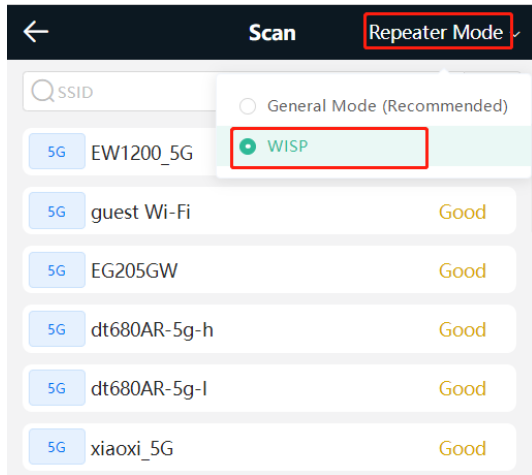 Scan Repeater Mode
SSID
General Mode (Recommended)
WISP
5G EW1200_5G
5G guest Wi-Fi Good
5G EG205GW Good
5G dt680AR-5g-h Good
5G dt680AR-5g-l Good
5G xiaoxi_5G Good